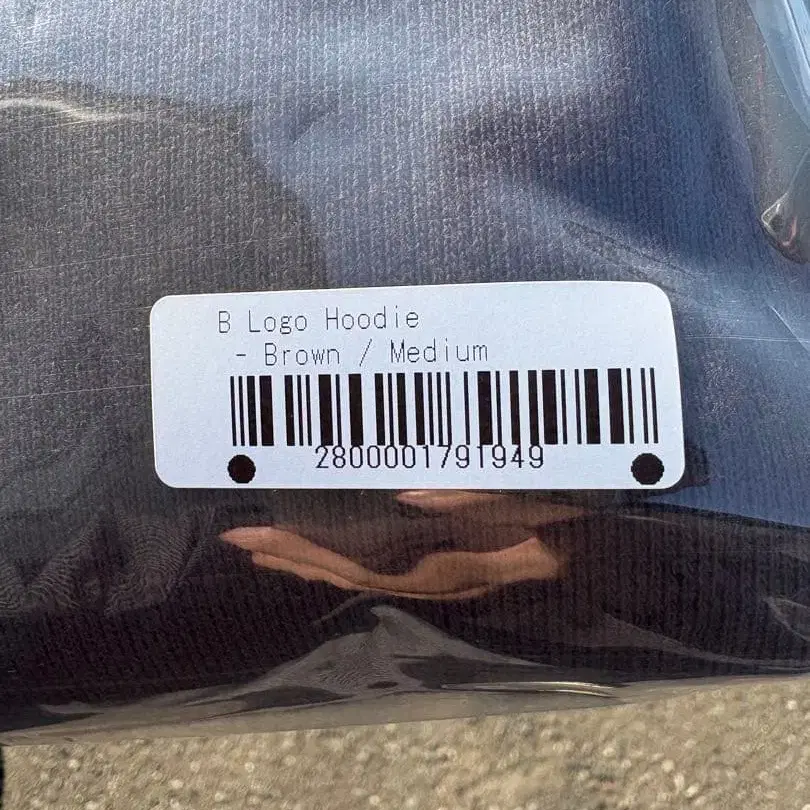 B Logo Hoodie
- Brown / Medium
2800001791949